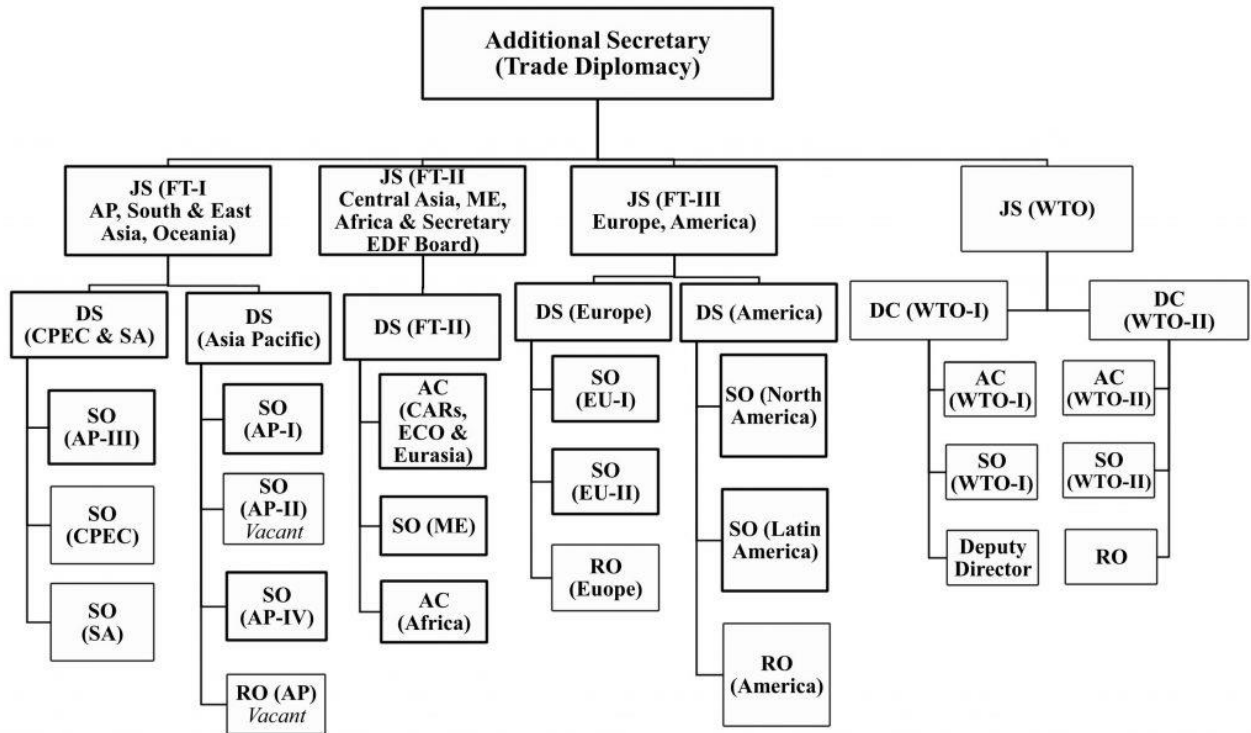 Additional Secretary
(Trade Diplomacy)
JS (FT-I
AP, South & East
Asia, Oceania)
JS (FT-II
Central Asia, ME,
Africa & Secretary
EDF Board)
JS (FT-III
Europe, America)
JS (WTO)
DS
(CPEC & SA)
DS
(Asia Pacific)
DS (FT-II)
DS (Europe)
DS (America)
DC (WTO-I)
DC
(WTO-II)
SO
(AP-III)
SO
(CPEC)
SO
(SA)
SO
(AP-I)
SO
(AP-II)
Vacant
SO
(AP-IV)
RO (AP)
Vacant
AC
(CARs,
ECO &
Eurasia)
SO (ME)
AC
(Africa)
SO
(EU-I)
SO
(EU-II)
RO
(Euope)
SO (North
America)
SO (Latin
America)
RO
(America)
AC
(WTO-I)
SO
(WTO-I)
Deputy
Director
AC
(WTO-II)
SO
(WTO-II)
RO